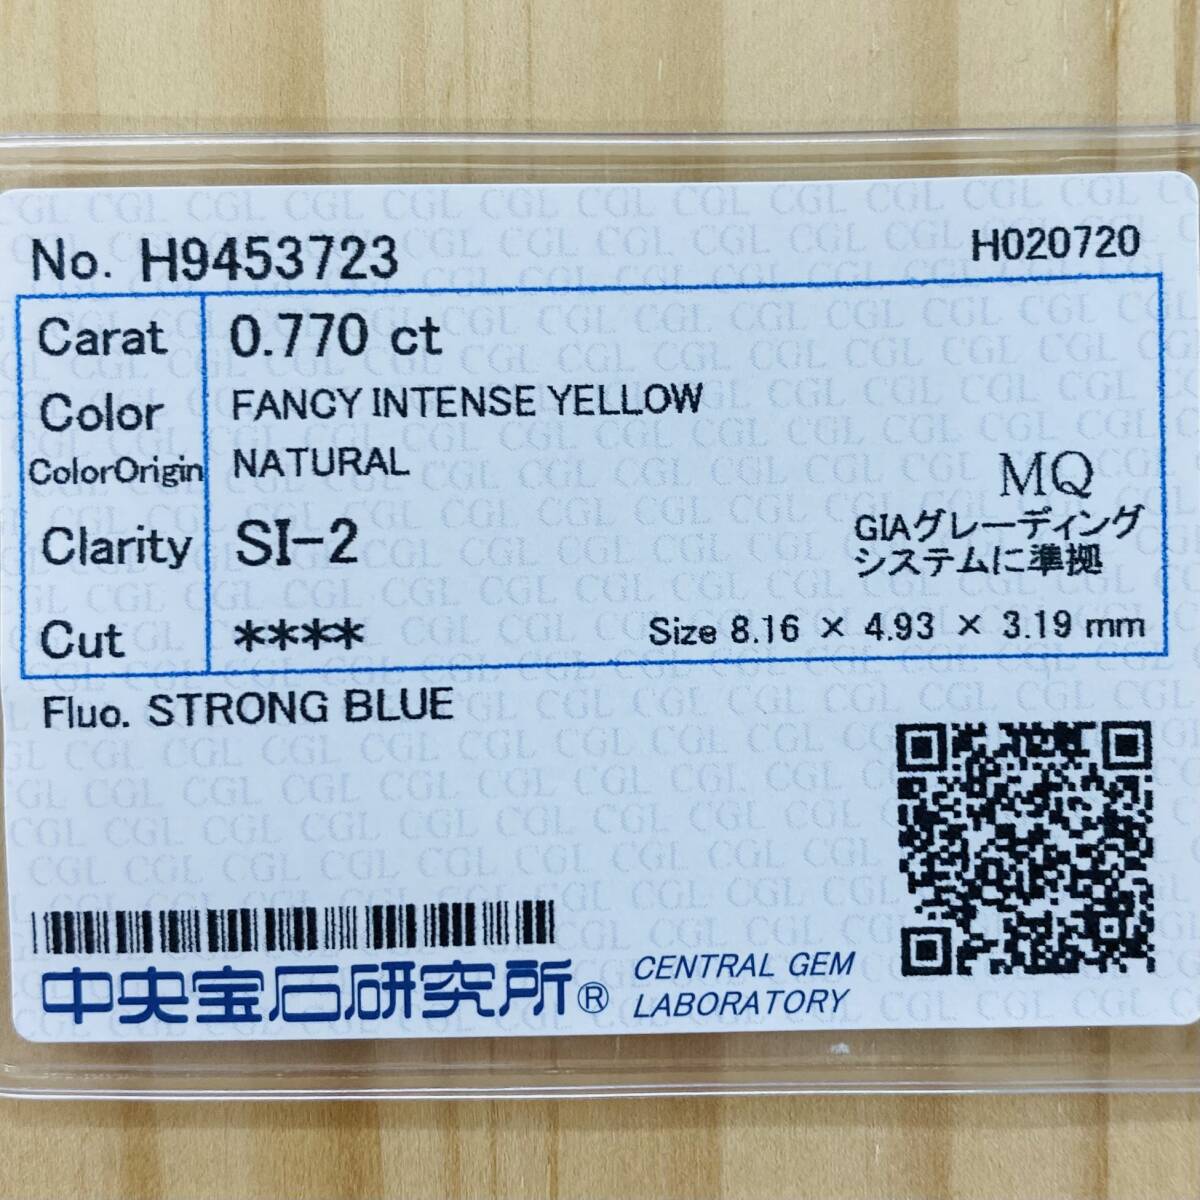 No. H9453723
H020720
Carat 0.770 ct
Color FANCY INTENSE YELLOW
ColorOrigin NATURAL
MQ
Clarity SI-2
GIAグレーディング
システムに準拠
Cut ****
Size 8.16 × 4.93 × 3.19 mm
Fluo. STRONG BLUE
中央宝石研究所®
CENTRAL GEM
LABORATORY